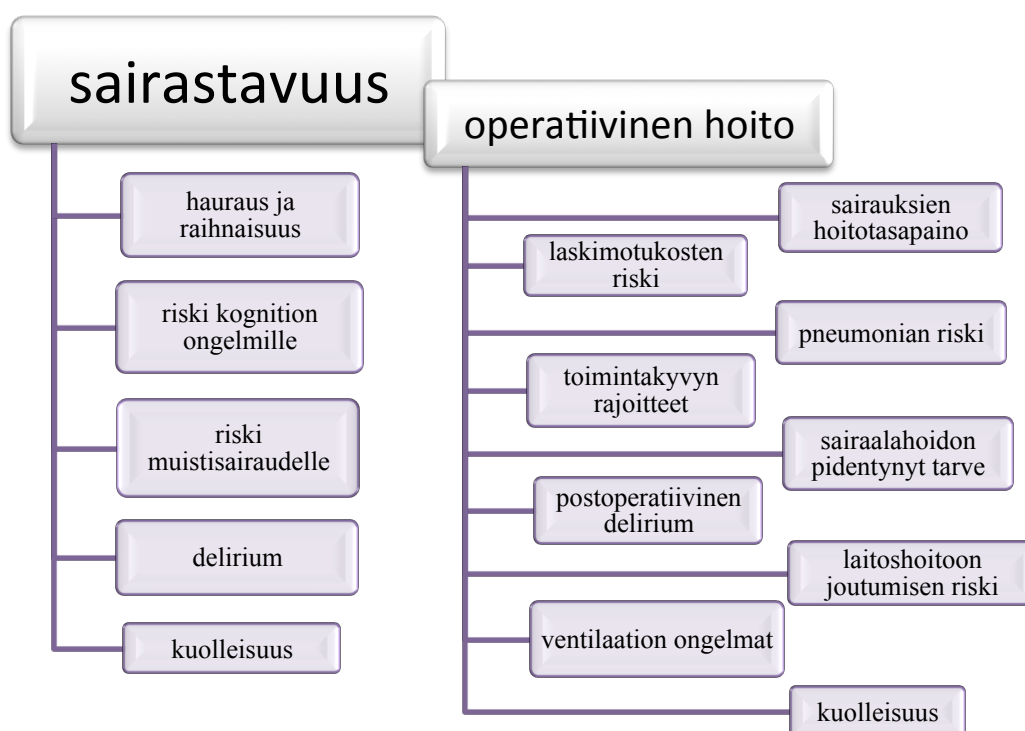 sairastavuus
hauraus ja
raihnaisuus
riski kognition
ongelmille
riski
muistisairaudelle
delirium
kuolleisuus
operatiivinen hoito
sairauksien
hoitotasapaino
laskimotukosten
riski
pneumonian riski
toimintakyvyn
rajoitteet
sairaalahoidon
pidentynyt tarve
postoperatiivinen
delirium
laitoshoitoon
joutumisen riski
ventilaation ongelmat
kuolleisuus